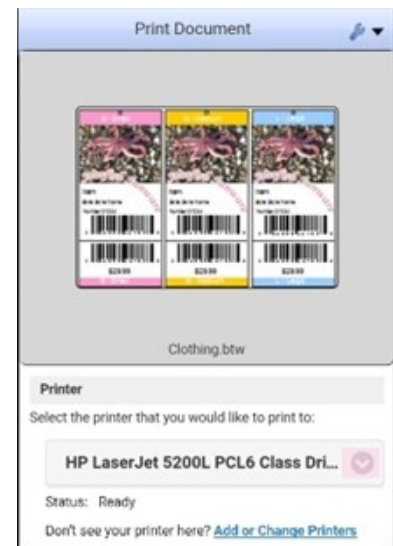 Print Document
$29.99 $29.99 $29.99
Clothing.btw
Printer
Select the printer that you would like to print to:
HP LaserJet 5200L PCL6 Class Dri...
Status: Ready
Don't see your printer here? Add or Change Printers